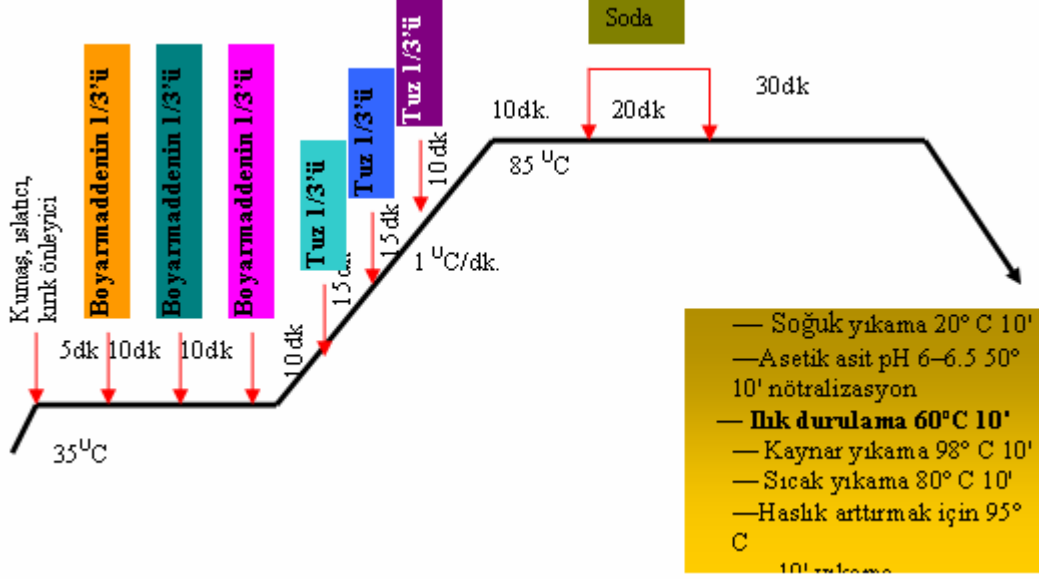 Soda
Boyarmaddenin 1/3’ü
Boyarmaddenin 1/3’ü
Boyarmaddenin 1/3’ü
Tuz 1/3’ü
Tuz 1/3’ü
Tuz 1/3’ü
Kumaş, ıslatıcı,
kırık önleyici
5dk
10dk
10dk
10dk
15dk
15dk
10dk
10dk.
20dk
30dk
85 ᵁC
1 ᵁC/dk.
35ᵁC
— Soğuk yıkama 20° C 10'
—Asetik asit pH 6–6.5 50°
10' nötralizasyon
— Ilık durulama 60°C 10'
— Kaynar yıkama 98° C 10'
— Sıcak yıkama 80° C 10'
—Haslık arttırmak için 95°
C
10' yıkama